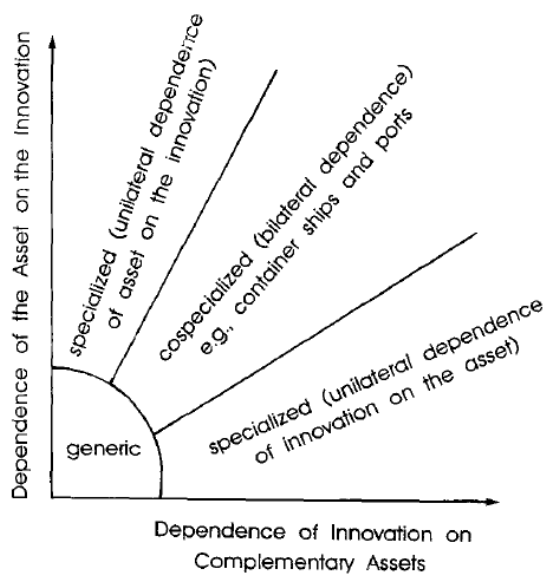 Dependence of the Asset on the Innovation
specialized (unilateral dependence
of asset on the innovation)
cospecialized (bilateral dependence)
e.g., container ships and ports
specialized (unilateral dependence
of innovation on the asset)
generic
Dependence of Innovation on
Complementary Assets